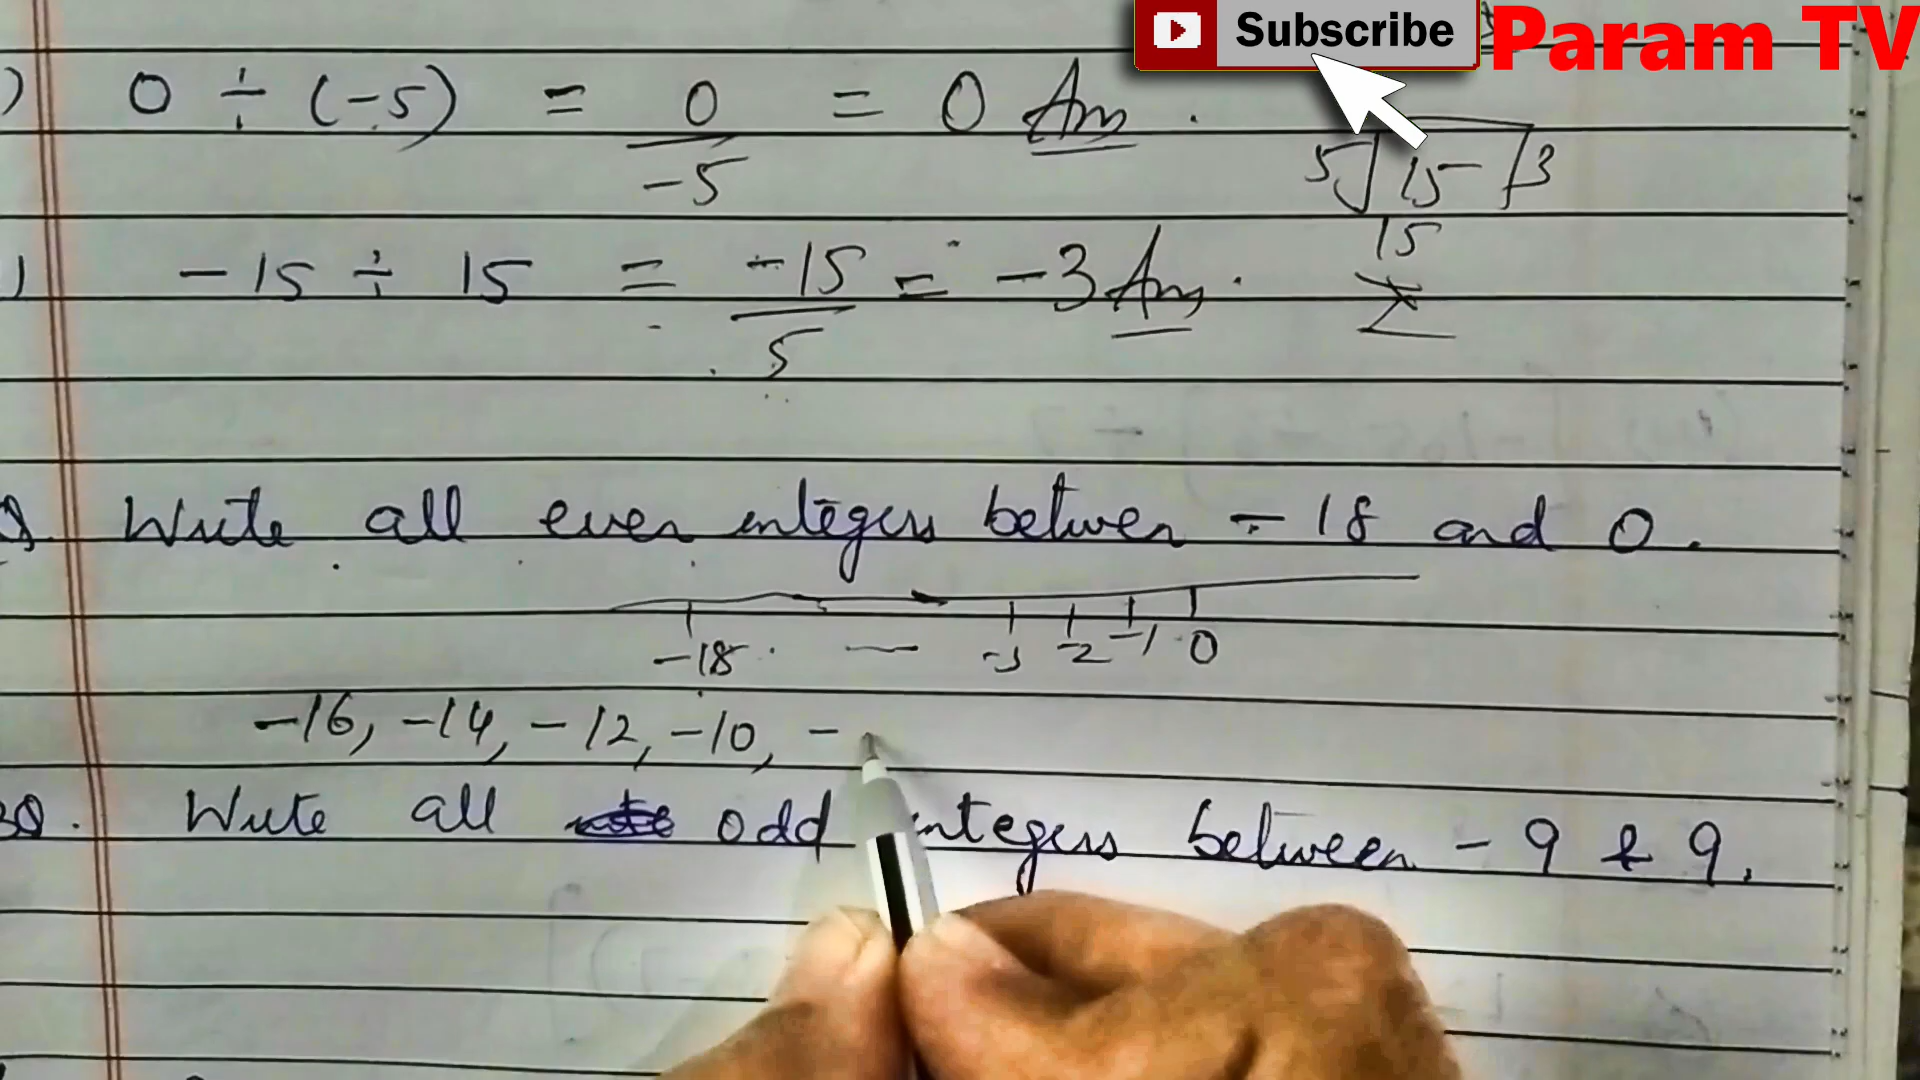 Subscribe Param TV
) 0 ÷ (-5) = 0/-5 = 0 Ans.
5 15 3
15
) -15 ÷ 15 = -15/5 = -3 Ans.
Q. Write all even integers between -18 and 0.
-18 — -3 -2 -1 0
-16, -14, -12, -10, -
3Q. Write all odd integers between - 9 & 9.